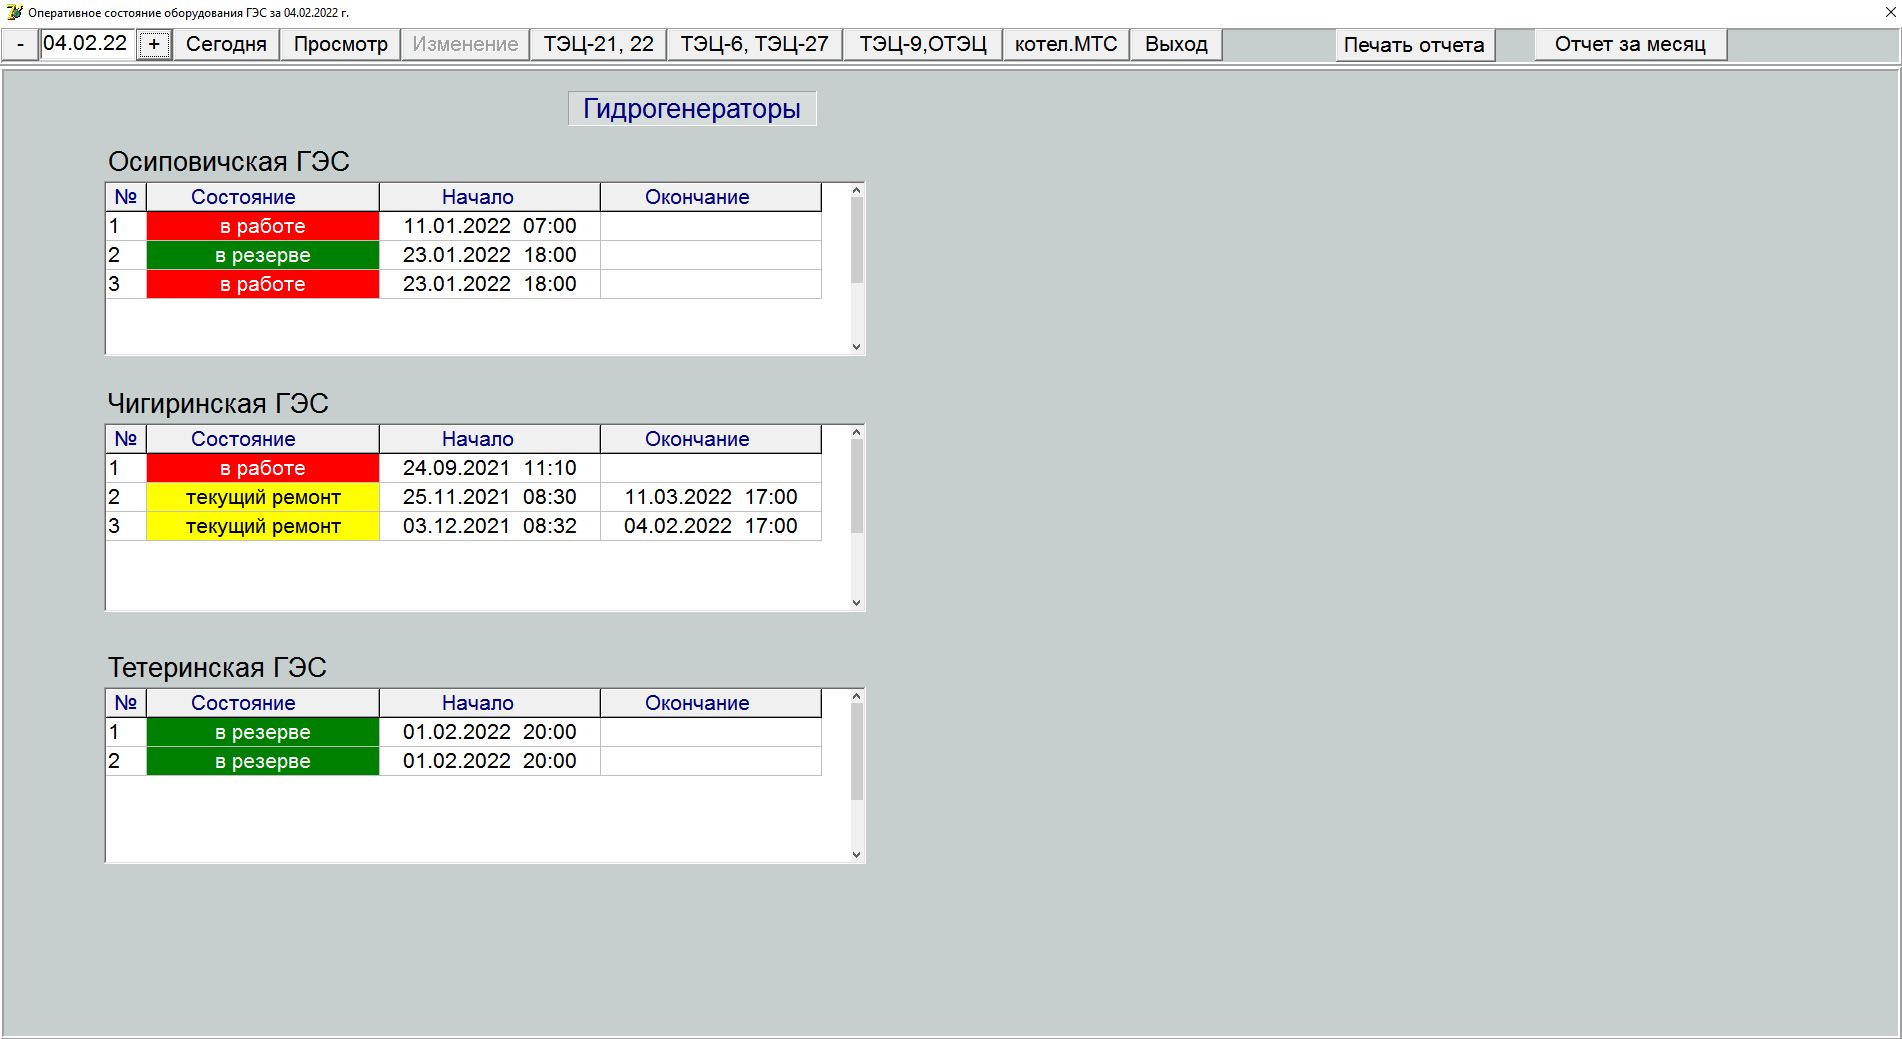 Оперативное состояние оборудования ГЭС за 04.02.2022 г.
- 04.02.22 + Сегодня Просмотр Изменение ТЭЦ-21, 22 ТЭЦ-6, ТЭЦ-27 ТЭЦ-9,ОТЭЦ котел.МТС Выход Печать отчета Отчет за месяц
Гидрогенераторы
Осиповичская ГЭС
№ Состояние Начало Окончание
1 в работе 11.01.2022 07:00
2 в резерве 23.01.2022 18:00
3 в работе 23.01.2022 18:00
Чигиринская ГЭС
№ Состояние Начало Окончание
1 в работе 24.09.2021 11:10
2 текущий ремонт 25.11.2021 08:30 11.03.2022 17:00
3 текущий ремонт 03.12.2021 08:32 04.02.2022 17:00
Тетеринская ГЭС
№ Состояние Начало Окончание
1 в резерве 01.02.2022 20:00
2 в резерве 01.02.2022 20:00